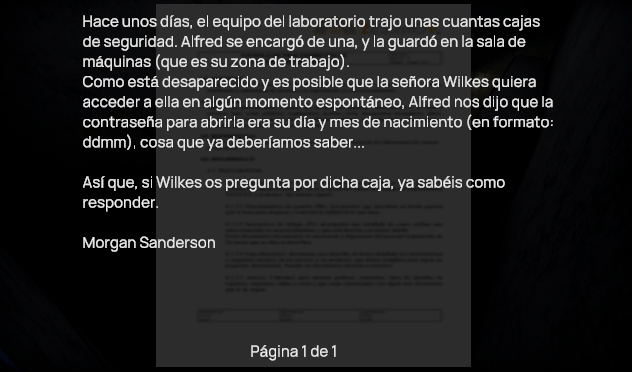 Hace unos días, el equipo del laboratorio trajo unas cuantas cajas
de seguridad. Alfred se encargó de una, y la guardó en la sala de
máquinas (que es su zona de trabajo).
Como está desaparecido y es posible que la señora Wilkes quiera
acceder a ella en algún momento espontáneo, Alfred nos dijo que la
contraseña para abrirla era su día y mes de nacimiento (en formato:
ddmm), cosa que ya deberíamos saber...
Así que, si Wilkes os pregunta por dicha caja, ya sabéis como
responder.
Morgan Sanderson
Página 1 de 1